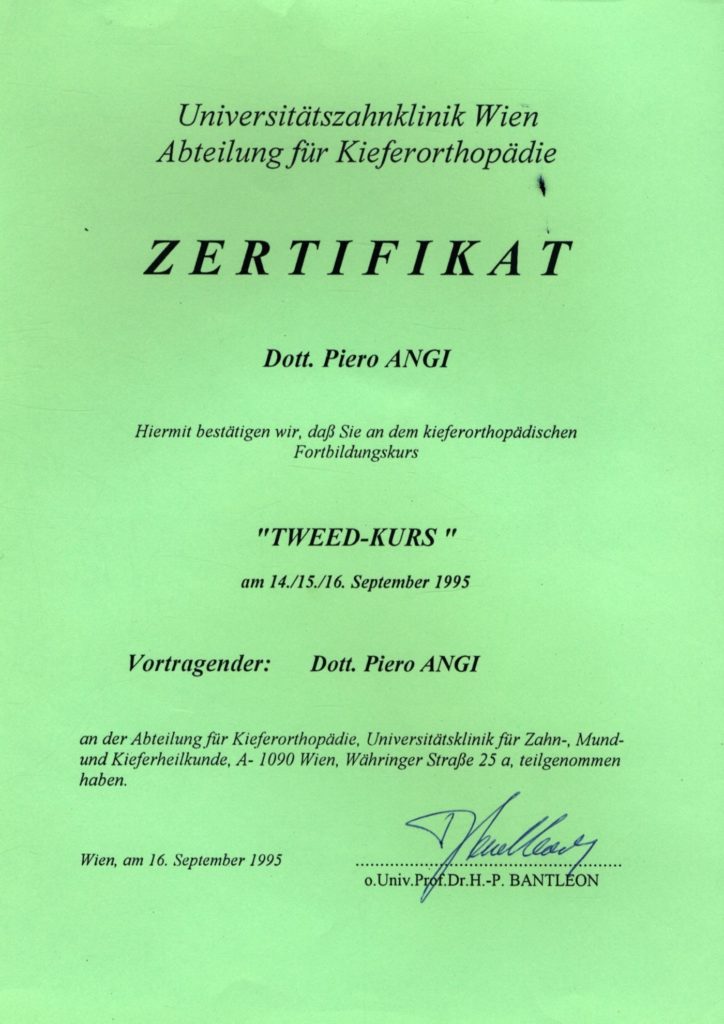 Universitätszahnklinik Wien
Abteilung für Kieferorthopädie
ZERTIFIKAT
Dott. Piero ANGI
Hiermit bestätigen wir, daß Sie an dem kieferorthopädischen
Fortbildungskurs
"TWEED-KURS "
am 14./15./16. September 1995
Vortragender: Dott. Piero ANGI
an der Abteilung für Kieferorthopädie, Universitätsklinik für Zahn-, Mund-
und Kieferheilkunde, A- 1090 Wien, Währinger Straße 25 a, teilgenommen
haben.
Wien, am 16. September 1995
o.Univ.Prof.Dr.H.-P. BANTLEON